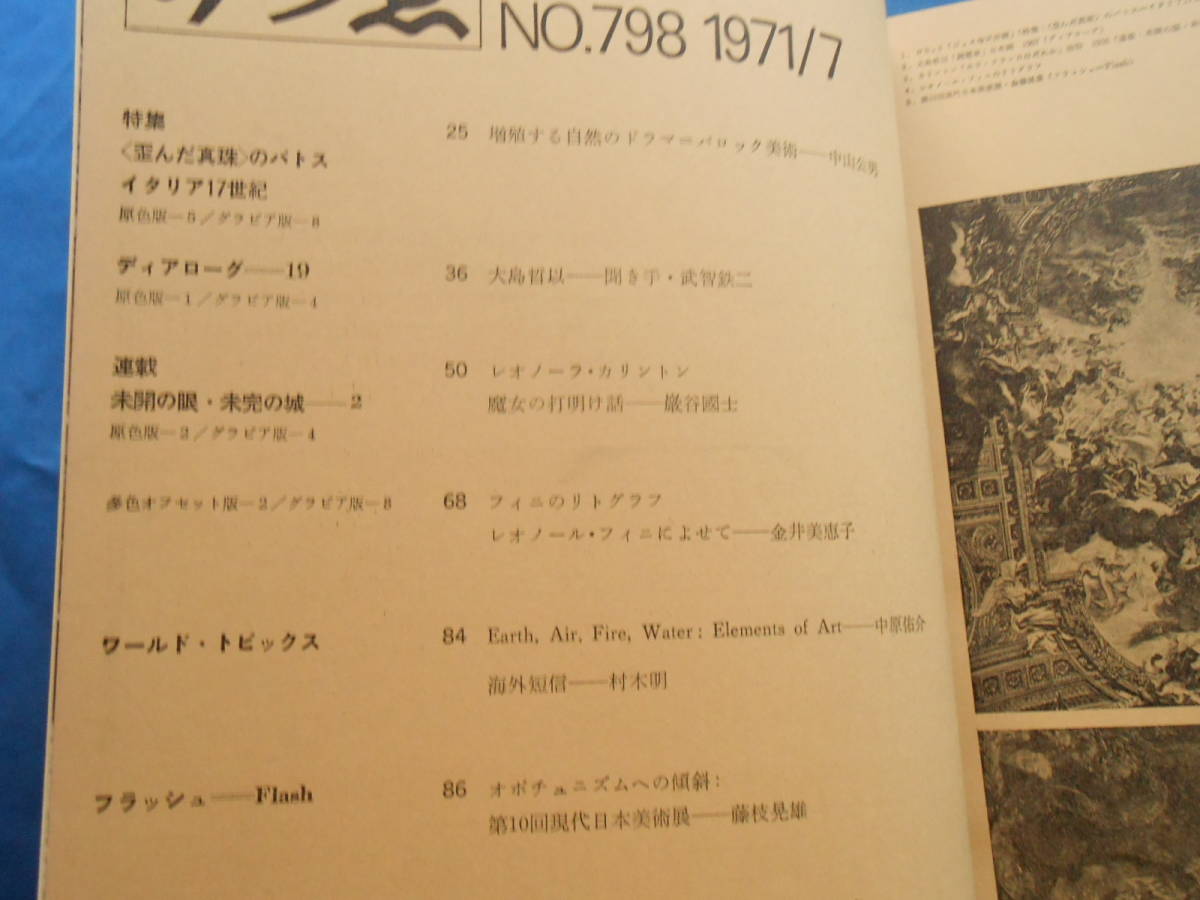 NO.798 1971/7
特集
〈歪んだ真珠〉のパトス
イタリア17世紀
原色版—5／グラビア版—8
25 増殖する自然のドラマ＝バロック美術——中山公男
ディアローグ——19
原色版—1／グラビア版—4
36 大島哲以——聞き手・武智鉄二
連載
未開の眼・未完の城——2
原色版—2／グラビア版—4
50 レオノーラ・カリントン
魔女の打明け話——巌谷國士
多色オフセット版—2／グラビア版—8
68 フィニのリトグラフ
レオノール・フィニによせて——金井美恵子
ワールド・トピックス
84 Earth, Air, Fire, Water: Elements of Art——中原佑介
海外短信——村木明
フラッシュ——Flash
86 オポチュニズムへの傾斜:
第10回現代日本美術展——藤枝晃雄